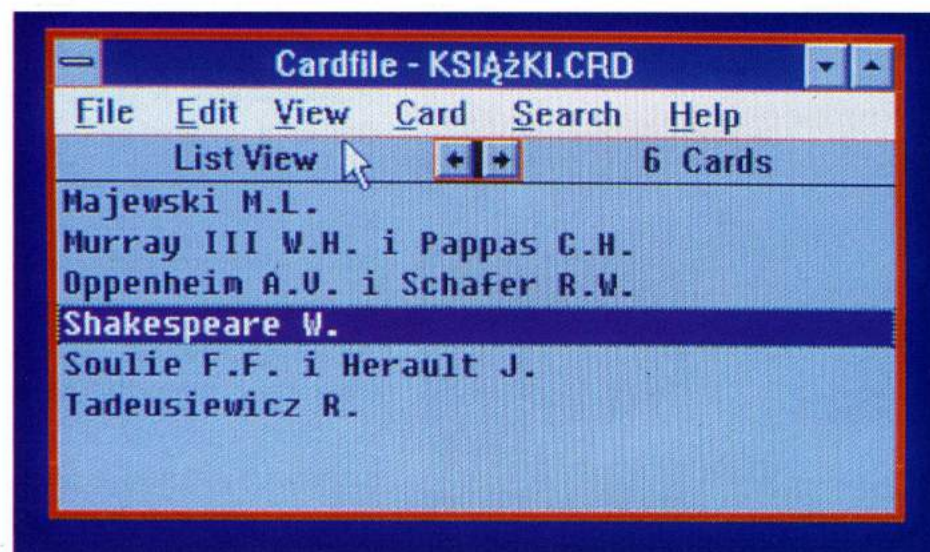 Cardfile - KSIĄżKI.CRD
File Edit View Card Search Help
List View 6 Cards
Majewski M.L.
Murray III W.H. i Pappas C.H.
Oppenheim A.V. i Schafer R.W.
Shakespeare W.
Soulie F.F. i Herault J.
Tadeusiewicz R.